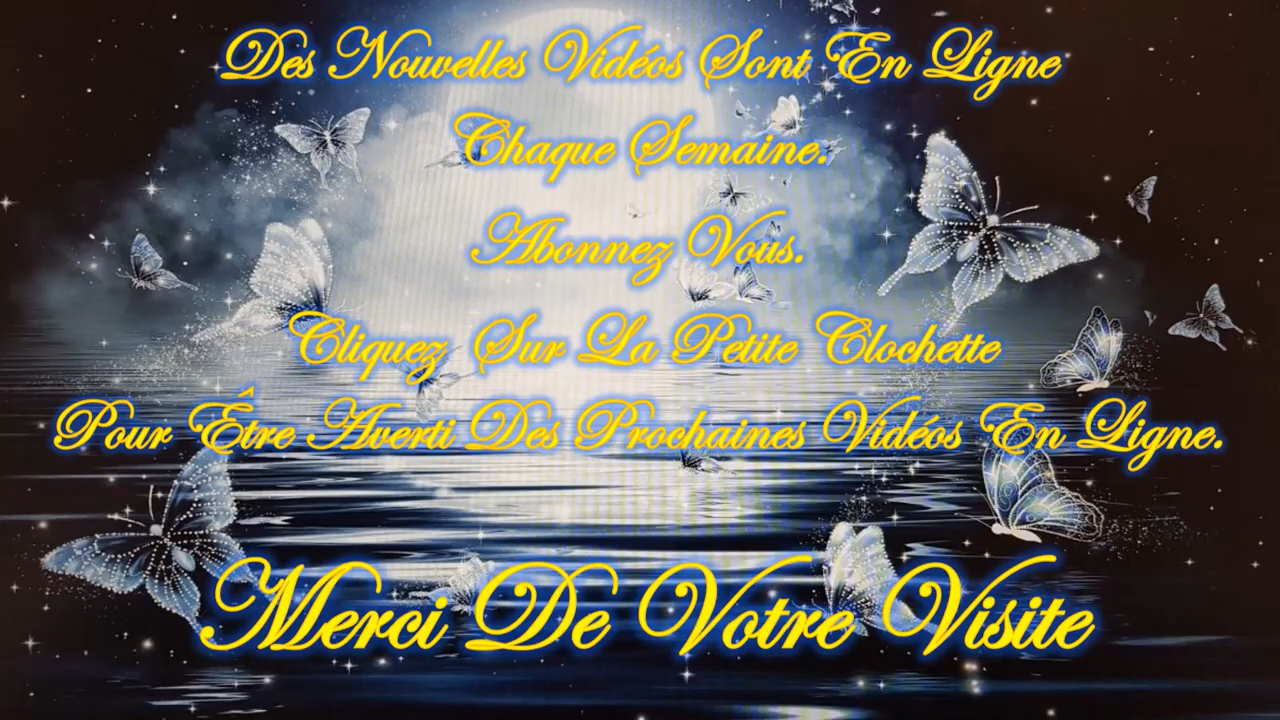 Des Nouvelles Vidéos Sont En Ligne
Chaque Semaine.
Abonnez Vous.
Cliquez Sur La Petite Clochette
Pour Être Averti Des Prochaines Vidéos En Ligne.
Merci De Votre Visite